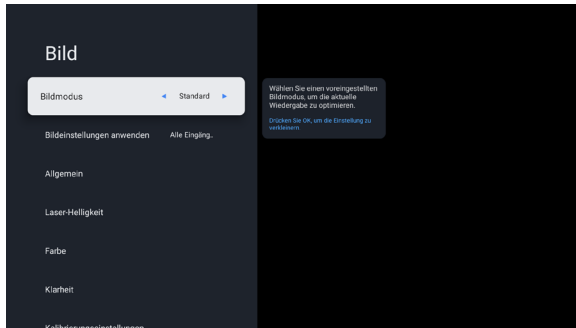 Bild
Bildmodus
Standard
Wählen Sie einen voreingestellten
Bildmodus, um die aktuelle
Wiedergabe zu optimieren.
Drücken Sie OK, um die Einstellung zu
verkleinern
Bildeinstellungen anwenden
Alle Eingäng..
Allgemein
Laser-Helligkeit
Farbe
Klarheit
Kalibrierungseinstellungen